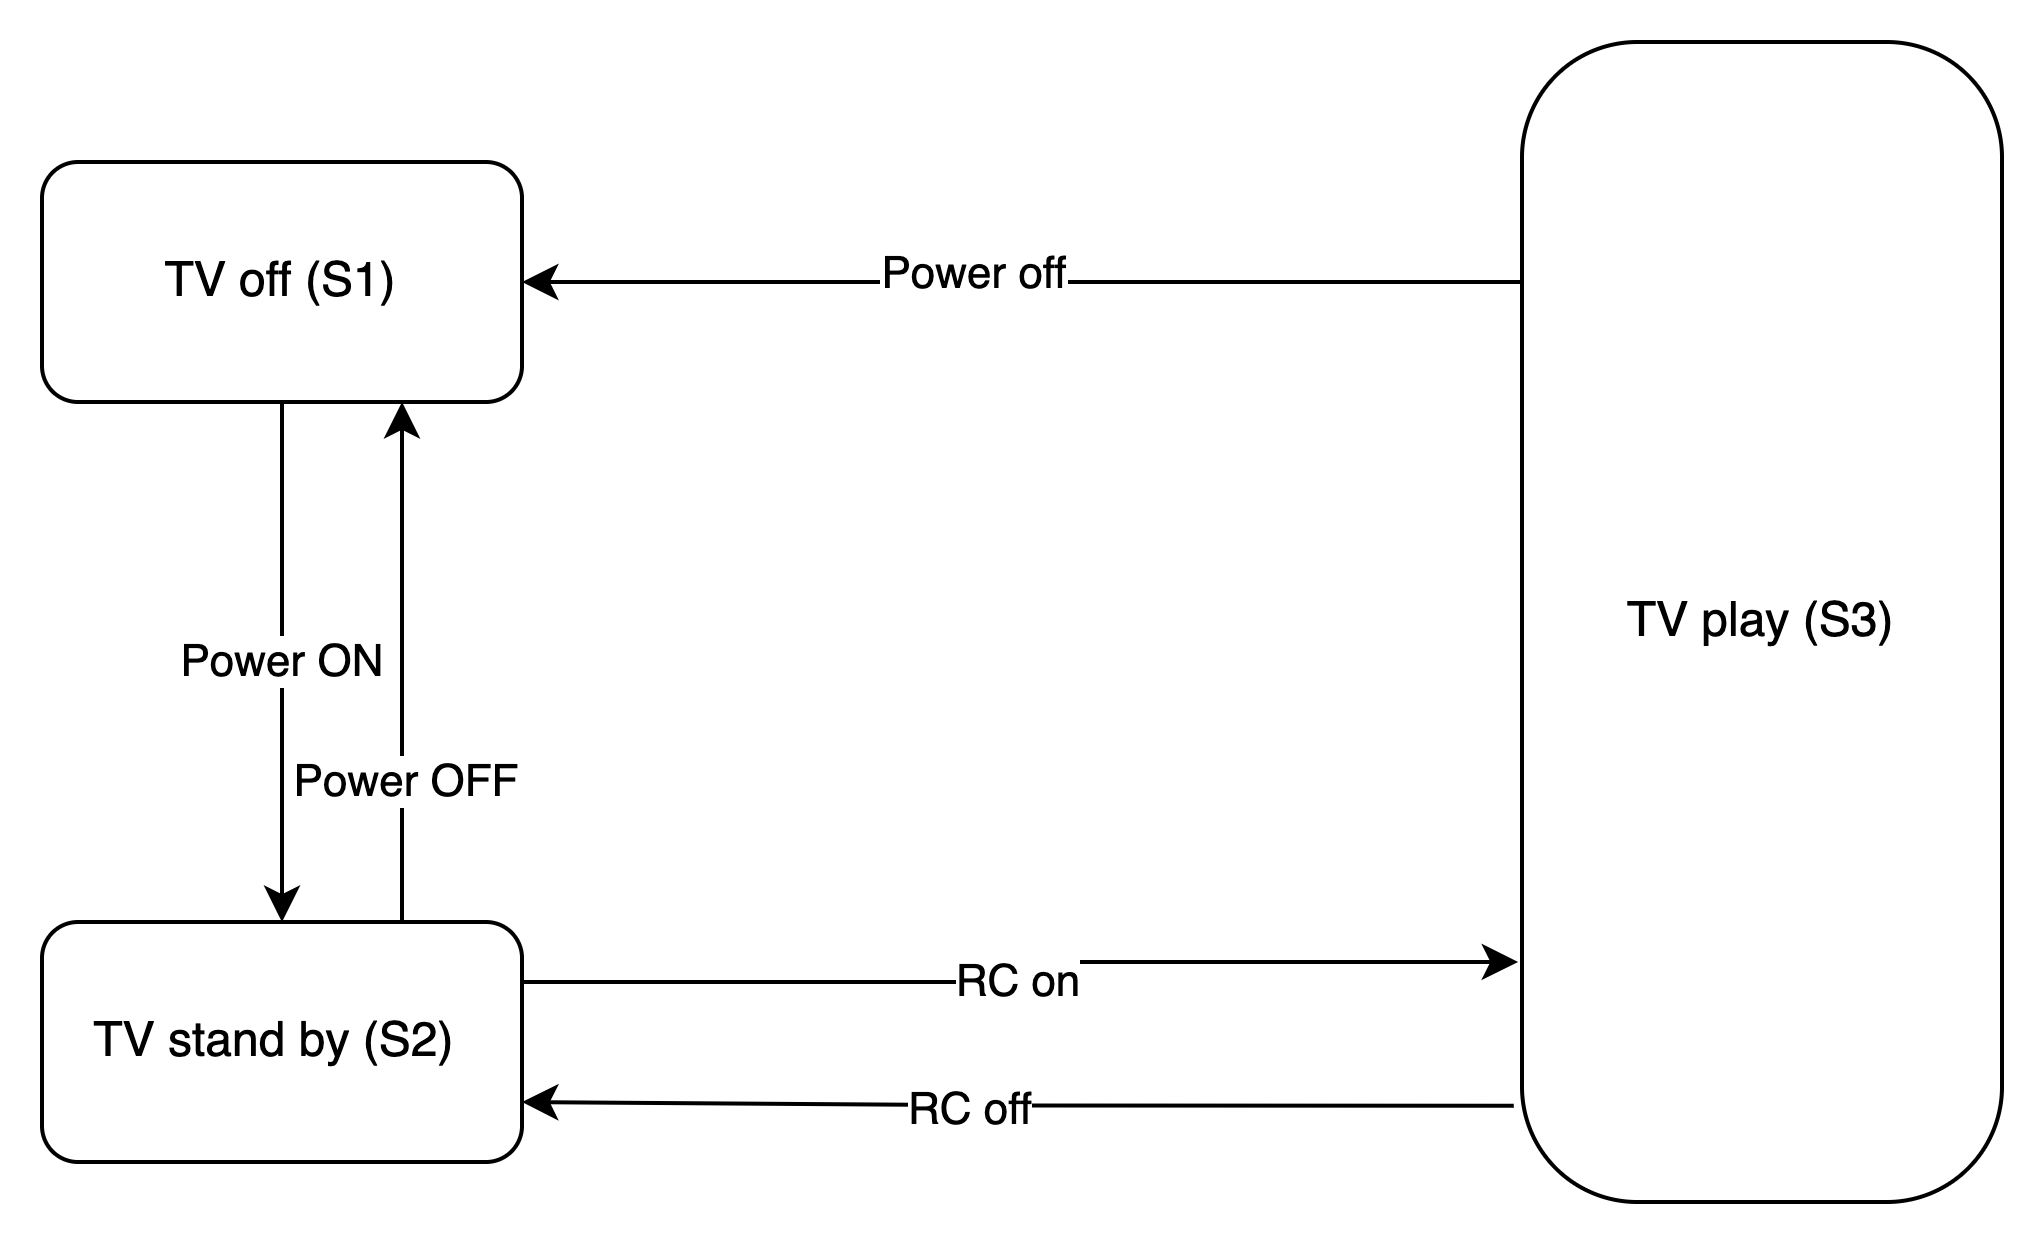 TV off (S1)
Power off
TV play (S3)
Power ON
Power OFF
TV stand by (S2)
RC on
RC off